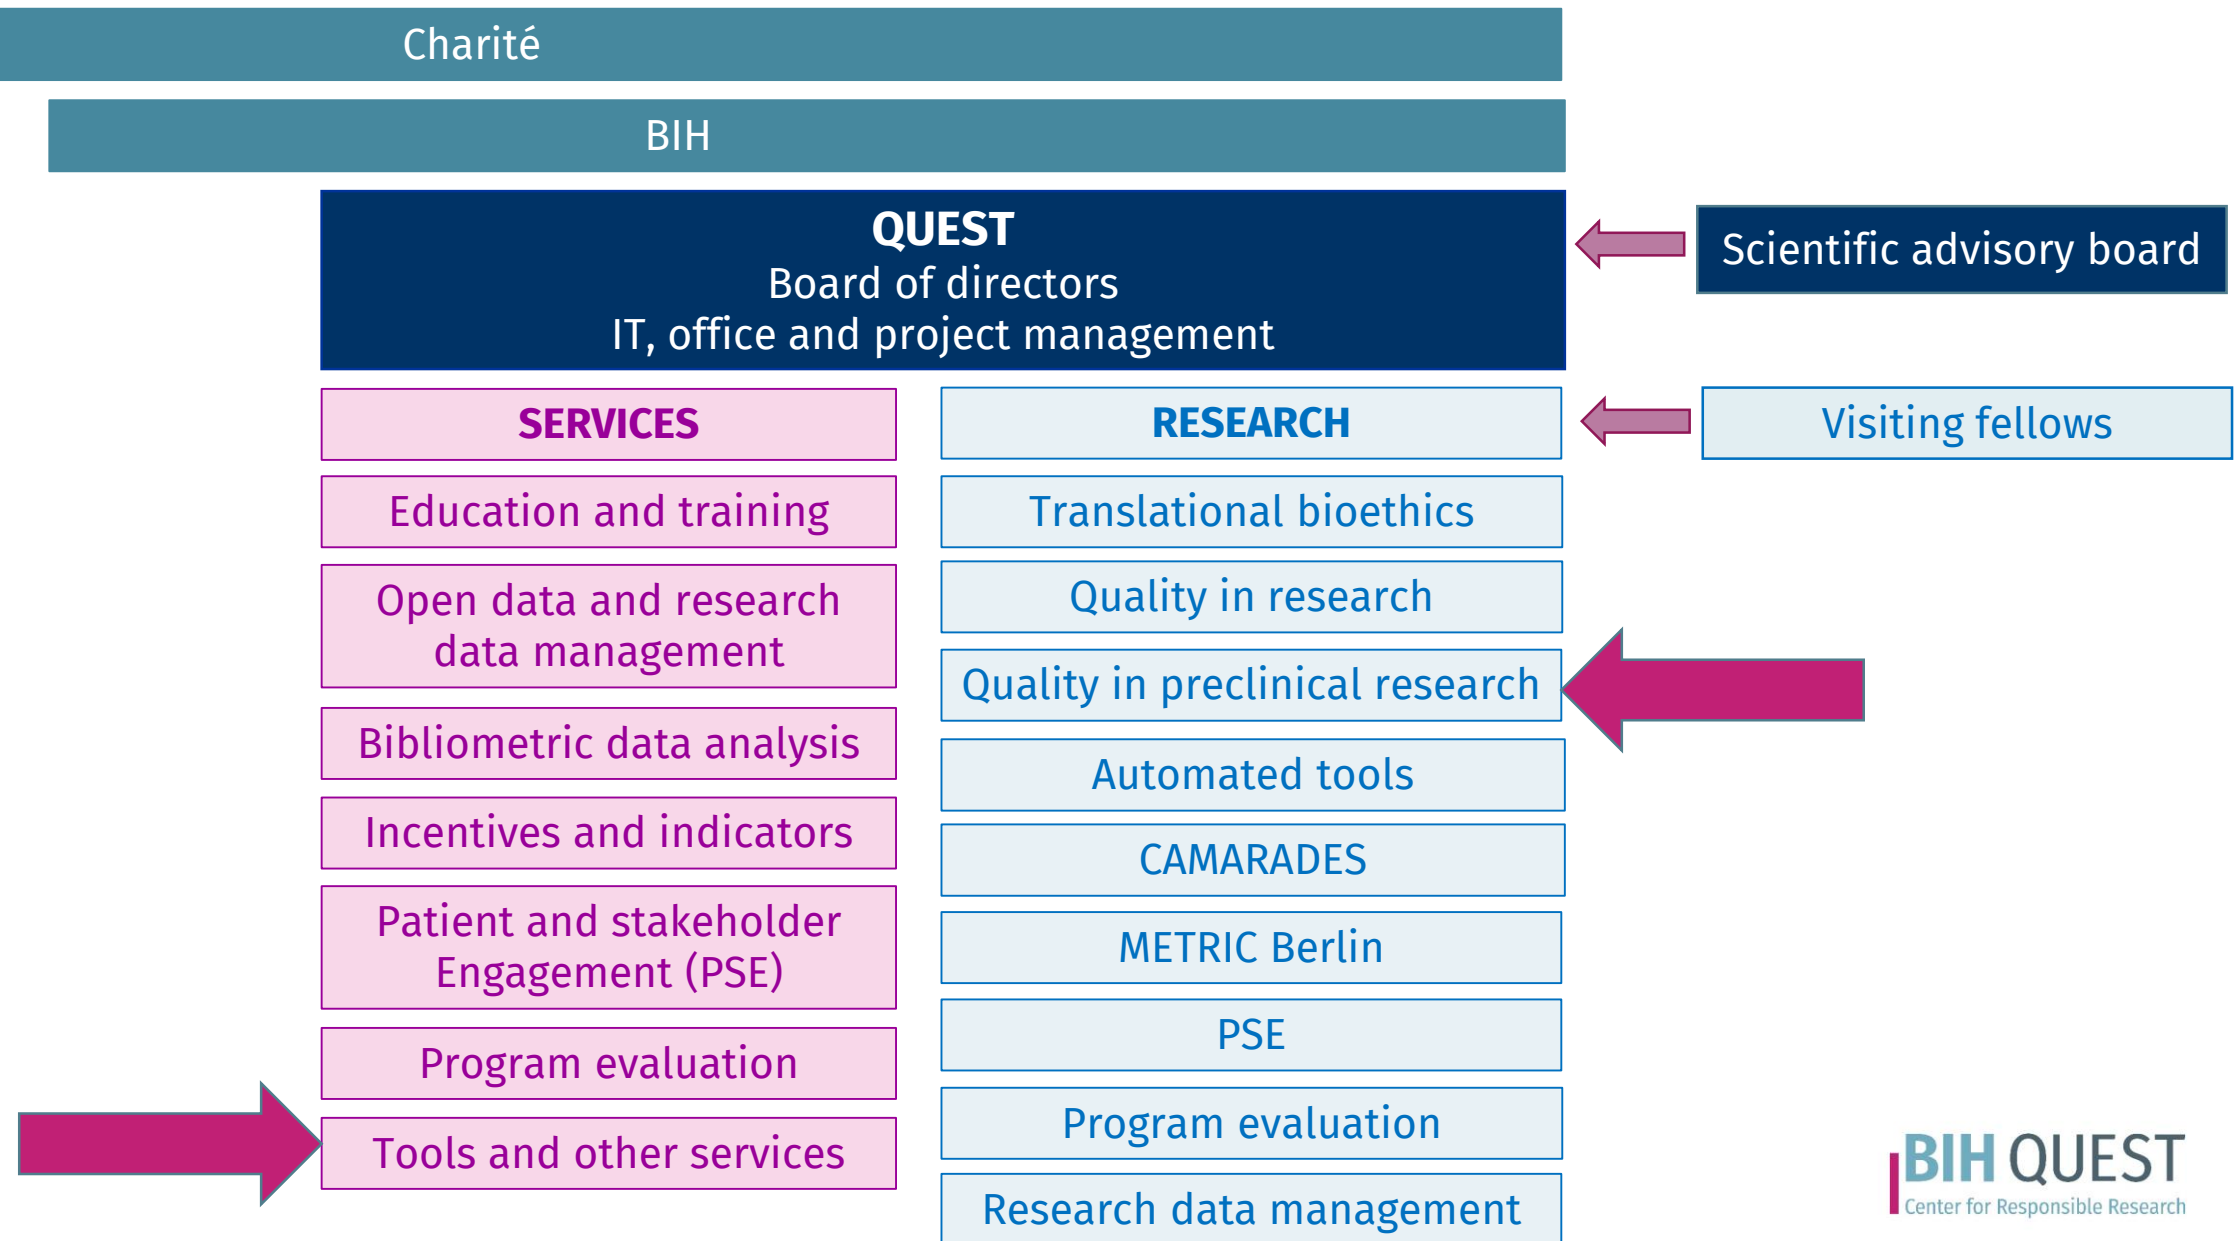 Charité
BIH
QUEST
Board of directors
IT, office and project management
Scientific advisory board
SERVICES
Education and training
Open data and research
data management
Bibliometric data analysis
Incentives and indicators
Patient and stakeholder
Engagement (PSE)
Program evaluation
Tools and other services
RESEARCH
Translational bioethics
Quality in research
Quality in preclinical research
Automated tools
CAMARADES
METRIC Berlin
PSE
Program evaluation
Research data management
Visiting fellows
BIH QUEST
Center for Responsible Research